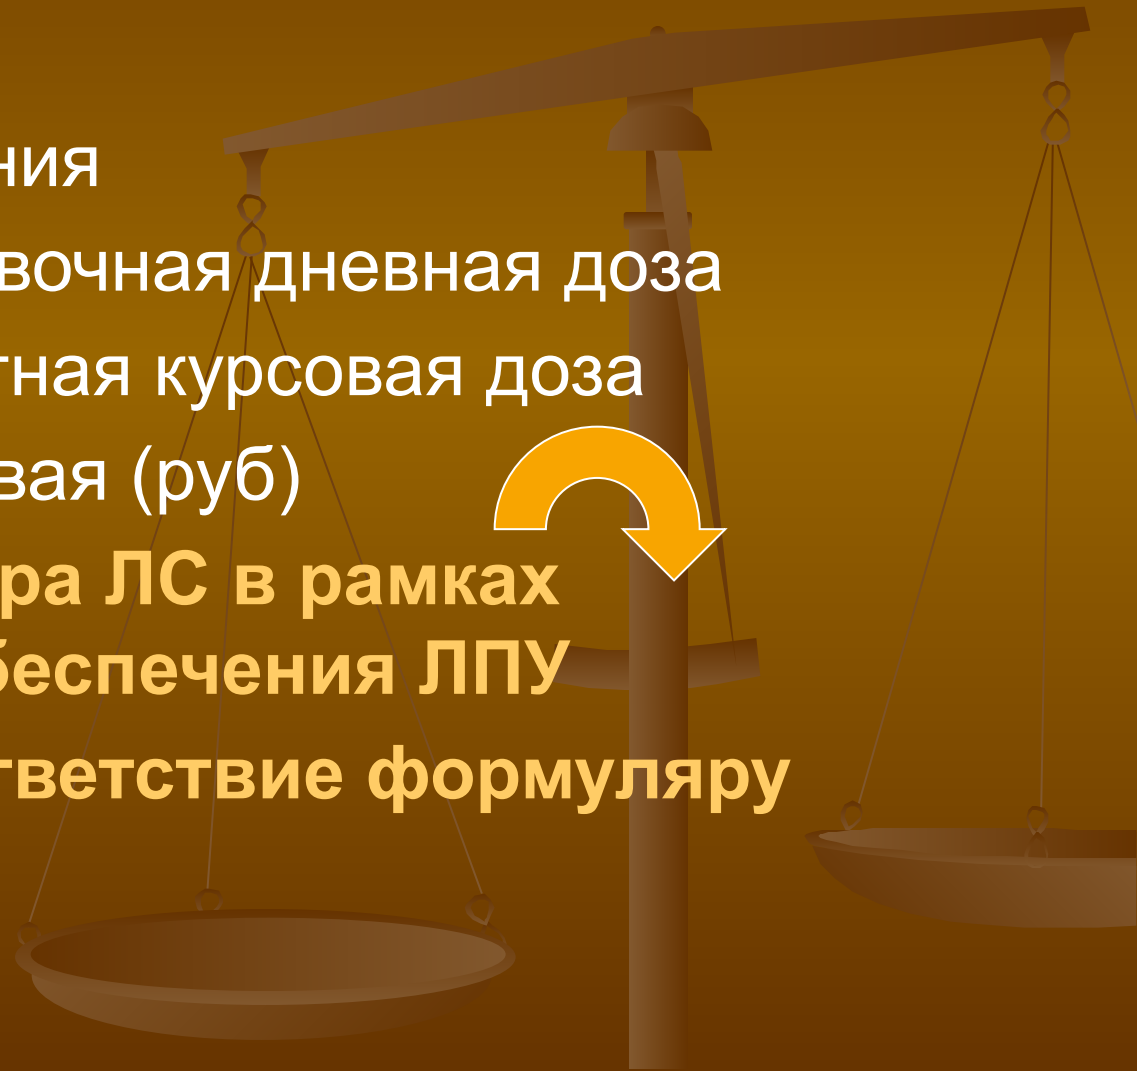 ния
вочная дневная доза
тная курсовая доза
вая (руб)
ра ЛС в рамках
беспечения ЛПУ
тветствие формуляру